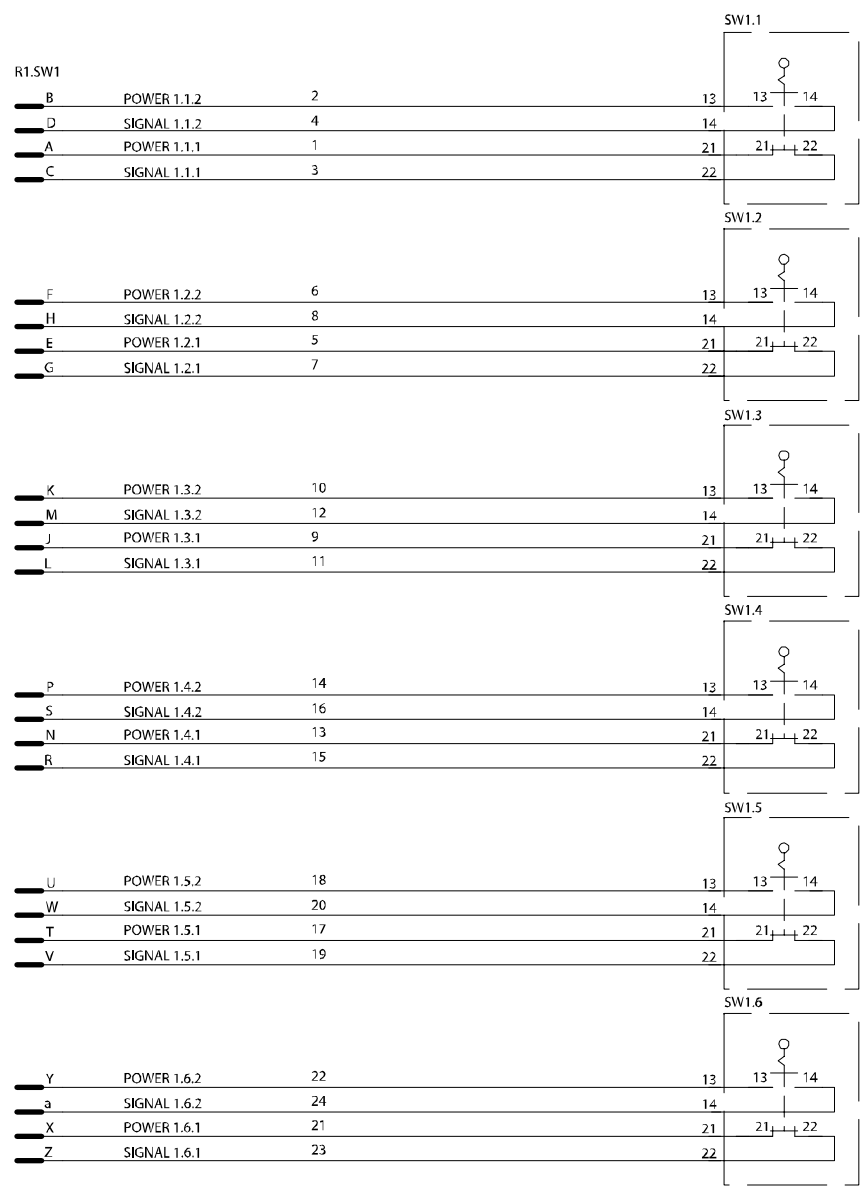 SW1.1
R1.SW1
B POWER 1.1.2 2 13 13 14
D SIGNAL 1.1.2 4 14
A POWER 1.1.1 1 21 21 22
C SIGNAL 1.1.1 3 22
SW1.2
F POWER 1.2.2 6 13 13 14
H SIGNAL 1.2.2 8 14
E POWER 1.2.1 5 21 21 22
G SIGNAL 1.2.1 7 22
SW1.3
K POWER 1.3.2 10 13 13 14
M SIGNAL 1.3.2 12 14
J POWER 1.3.1 9 21 21 22
L SIGNAL 1.3.1 11 22
SW1.4
P POWER 1.4.2 14 13 13 14
S SIGNAL 1.4.2 16 14
N POWER 1.4.1 13 21 21 22
R SIGNAL 1.4.1 15 22
SW1.5
U POWER 1.5.2 18 13 13 14
W SIGNAL 1.5.2 20 14
T POWER 1.5.1 17 21 21 22
V SIGNAL 1.5.1 19 22
SW1.6
Y POWER 1.6.2 22 13 13 14
a SIGNAL 1.6.2 24 14
X POWER 1.6.1 21 21 21 22
Z SIGNAL 1.6.1 23 22